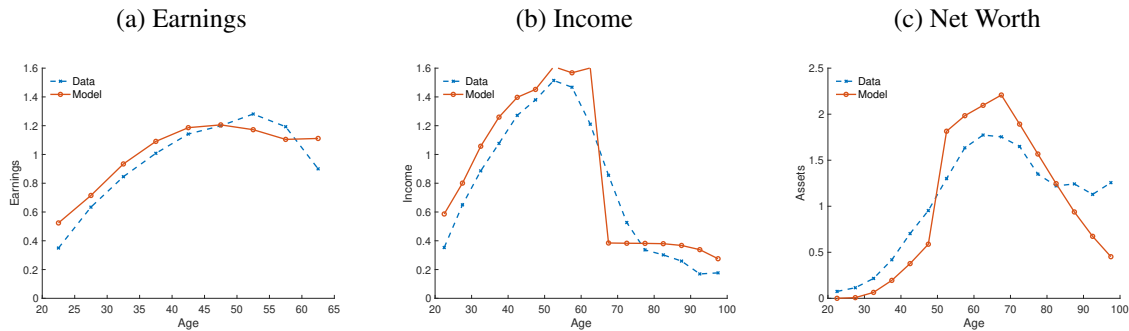 (a) Earnings
1.6
1.4
1.2
1
0.8
0.6
0.4
0.2
0
Earnings
Data
Model
20 25 30 35 40 45 50 55 60 65
Age
(b) Income
1.6
1.4
1.2
1
0.8
0.6
0.4
0.2
0
Income
Data
Model
20 30 40 50 60 70 80 90 100
Age
(c) Net Worth
2.5
2
1.5
1
0.5
0
Assets
Data
Model
20 30 40 50 60 70 80 90 100
Age